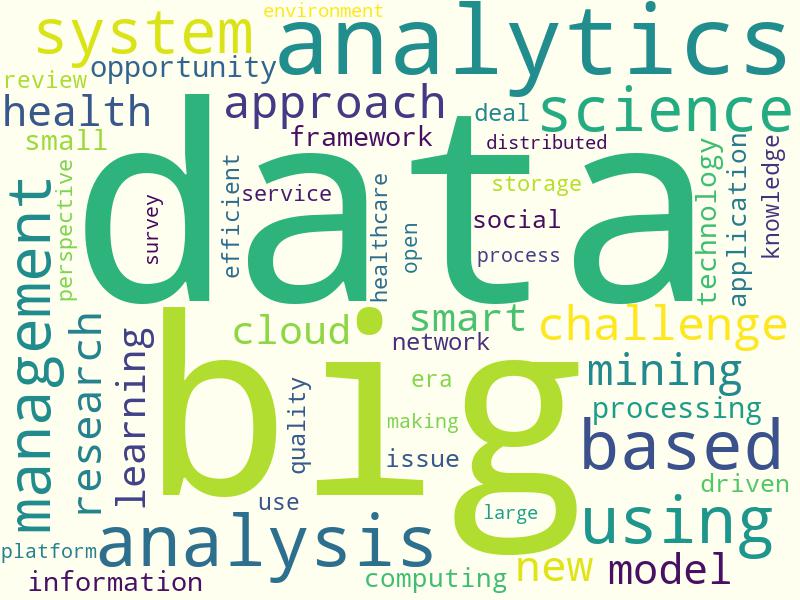 environment
system
analytics
review
opportunity
health
approach
deal
science
small
framework
distributed
data
perspective
survey
efficient
service
healthcare
open
storage
social
process
technology
application
knowledge
management
research
learning
big
cloud
smart
challenge
network
mining
era
making
processing
quality
issue
based
driven
use
large
using
platform
analysis
information
computing
new
model